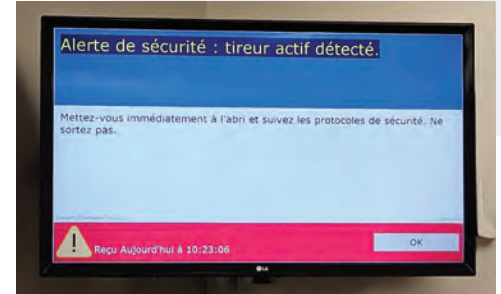 Alerte de sécurité : tireur actif détecté.
Mettez-vous immédiatement à l'abri et suivez les protocoles de sécurité. Ne
sortez pas.
Reçu Aujourd'hui à 10:23:06
OK
LG